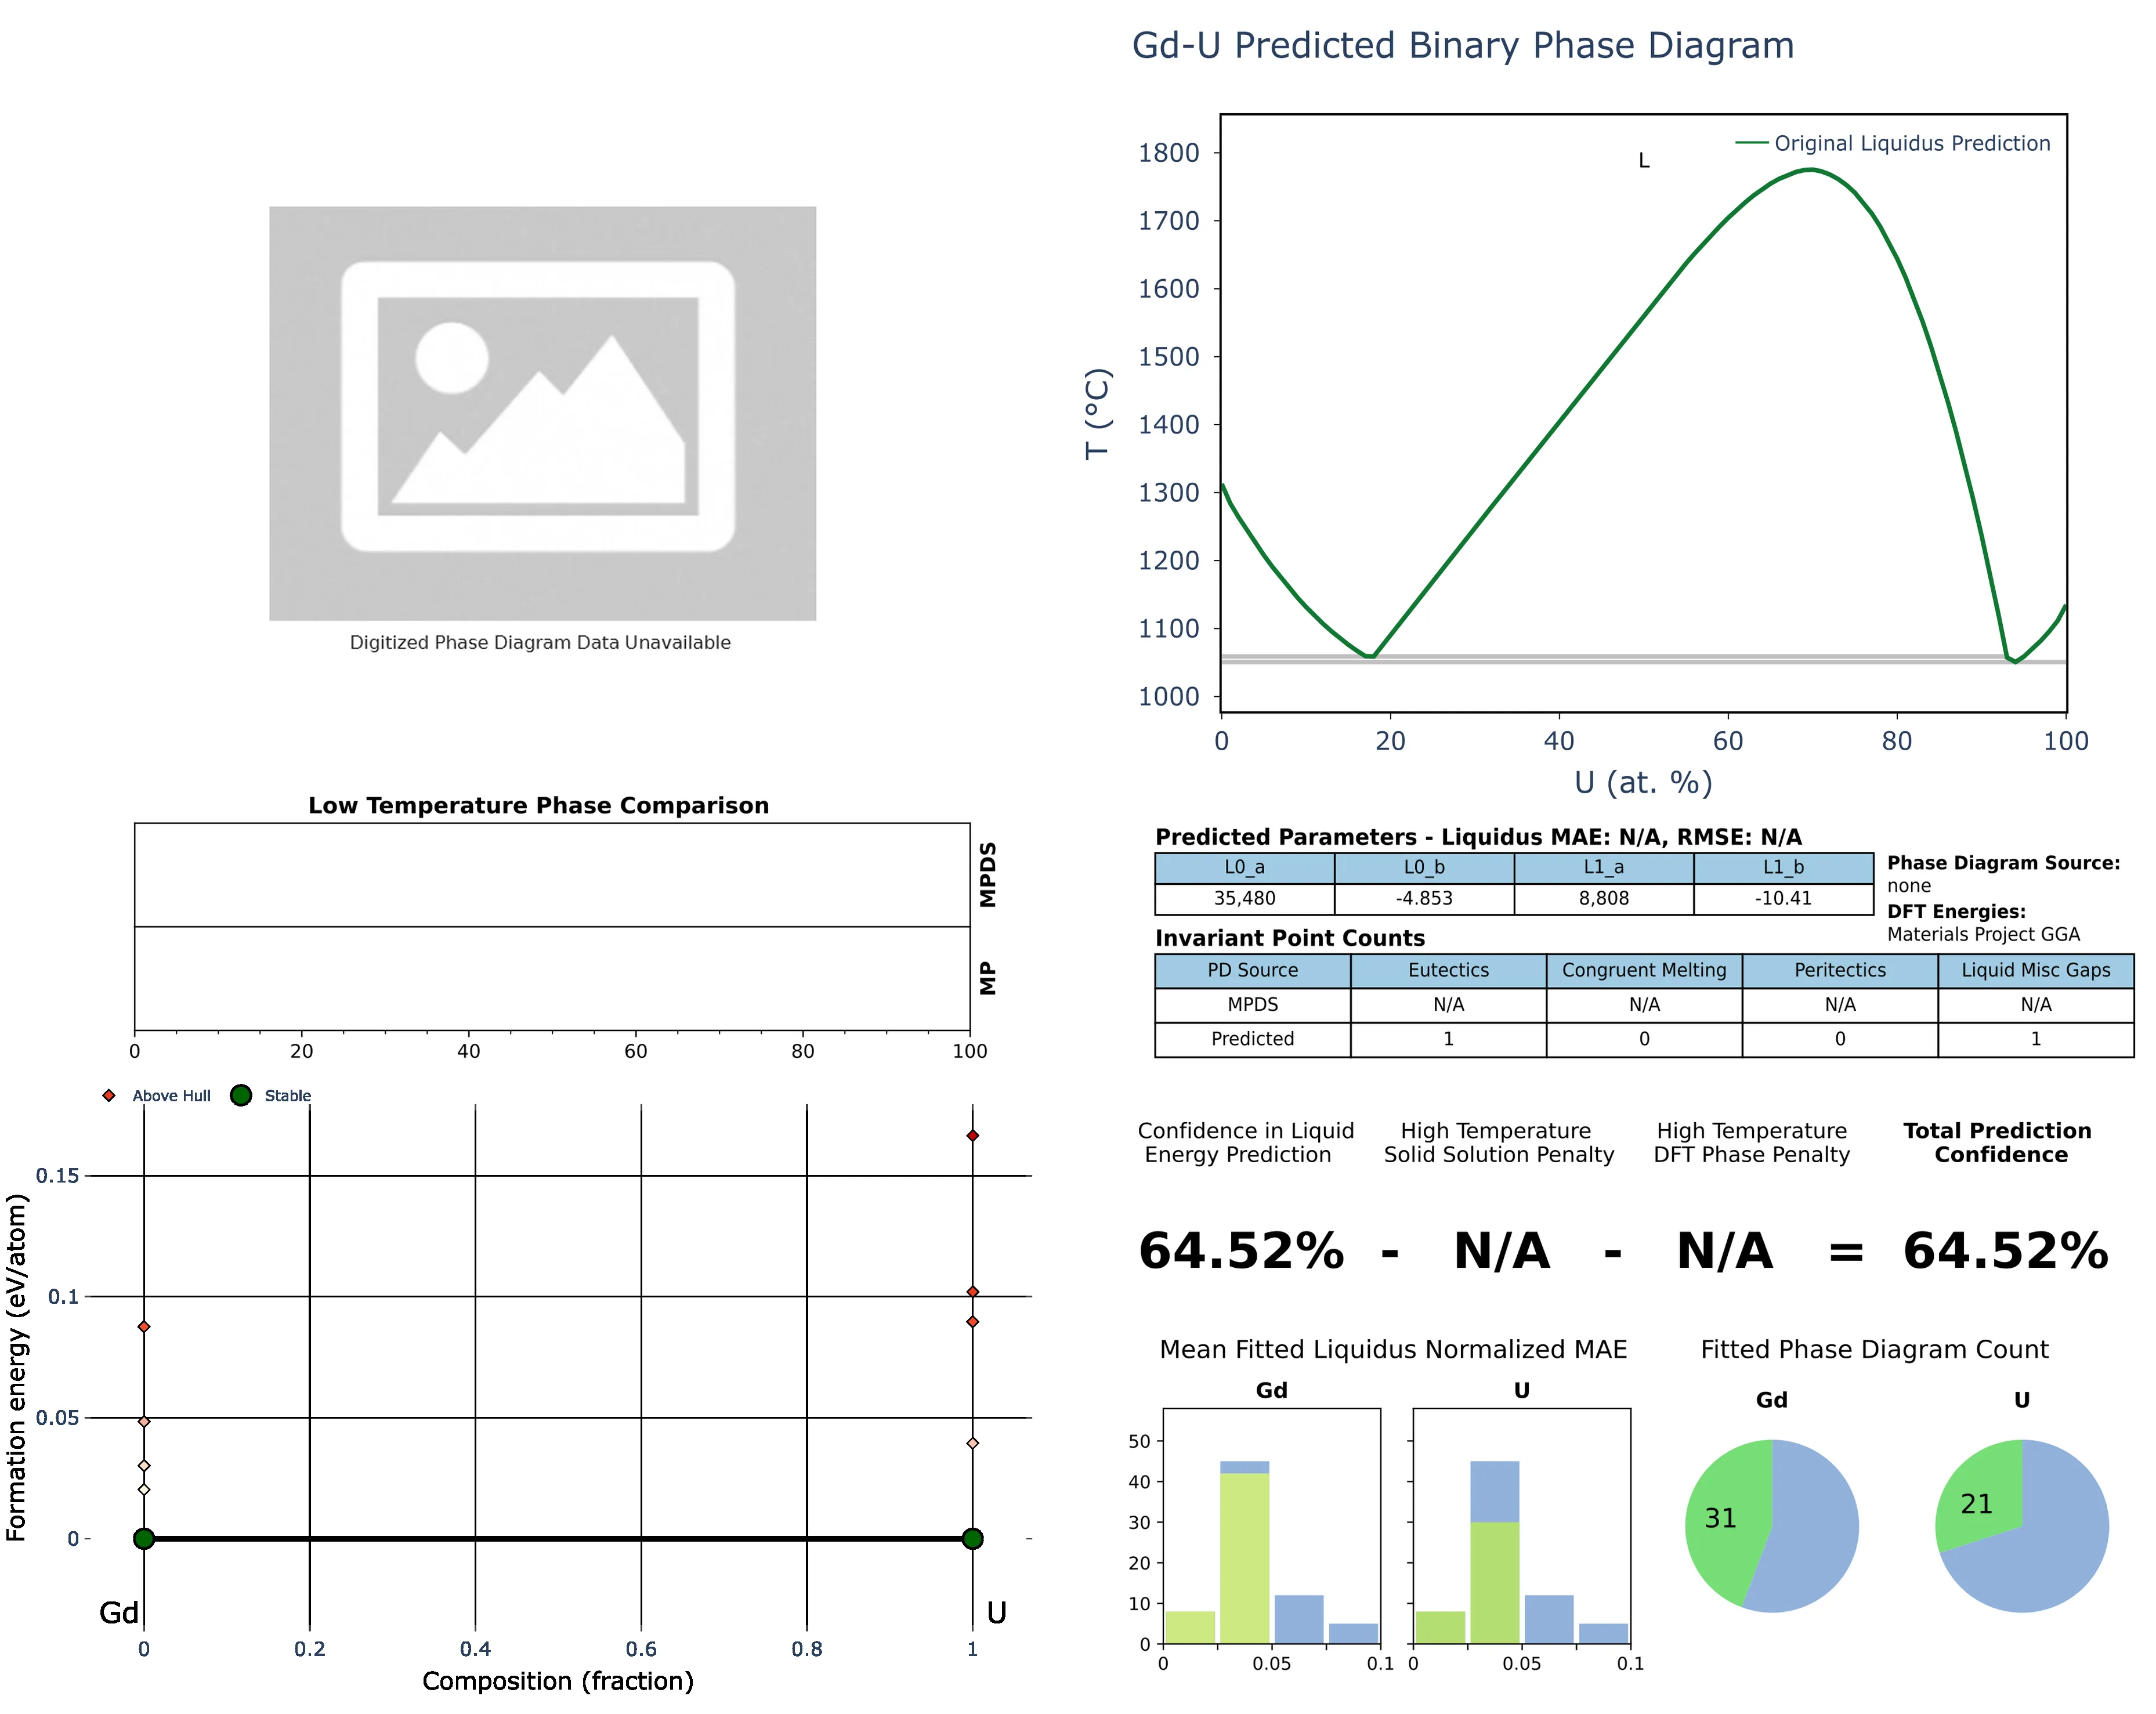 Gd-U Predicted Binary Phase Diagram
Digitized Phase Diagram Data Unavailable
1800
1700
1600
1500
1400
1300
1200
1100
1000
T (°C)
L
Original Liquidus Prediction
0 20 40 60 80 100
U (at. %)
Low Temperature Phase Comparison
MPDS
MP
0 20 40 60 80 100
Predicted Parameters - Liquidus MAE: N/A, RMSE: N/A
L0_a L0_b L1_a L1_b
35,480 -4.853 8,808 -10.41
Phase Diagram Source:
none
DFT Energies:
Materials Project GGA
Invariant Point Counts
PD Source Eutectics Congruent Melting Peritectics Liquid Misc Gaps
MPDS N/A N/A N/A N/A
Predicted 1 0 0 1
Above Hull Stable
0.15
0.1
0.05
0
Formation energy (eV/atom)
Gd U
0 0.2 0.4 0.6 0.8 1
Composition (fraction)
Confidence in Liquid
Energy Prediction
High Temperature
Solid Solution Penalty
High Temperature
DFT Phase Penalty
Total Prediction
Confidence
64.52% - N/A - N/A = 64.52%
Mean Fitted Liquidus Normalized MAE
Gd U
50
40
30
20
10
0
0 0.05 0.1 0 0.05 0.1
Fitted Phase Diagram Count
Gd U
31 21